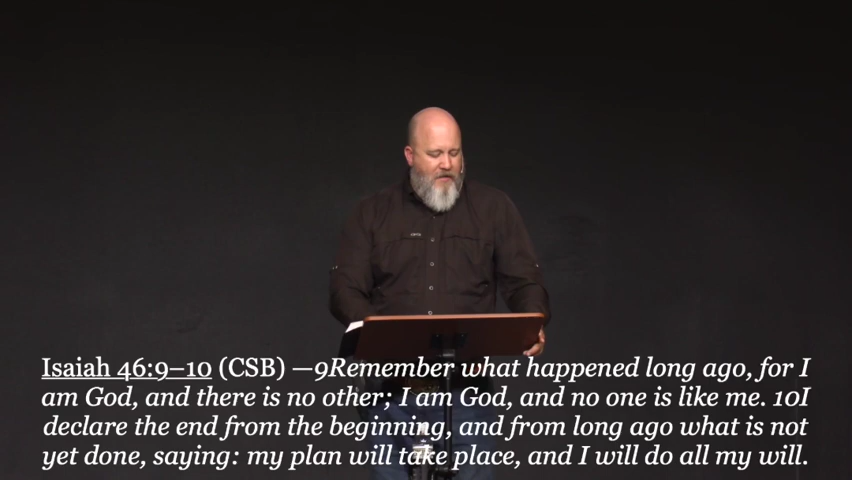 Isaiah 46:9–10 (CSB) —9Remember what happened long ago, for I
am God, and there is no other; I am God, and no one is like me. 10I
declare the end from the beginning, and from long ago what is not
yet done, saying: my plan will take place, and I will do all my will.